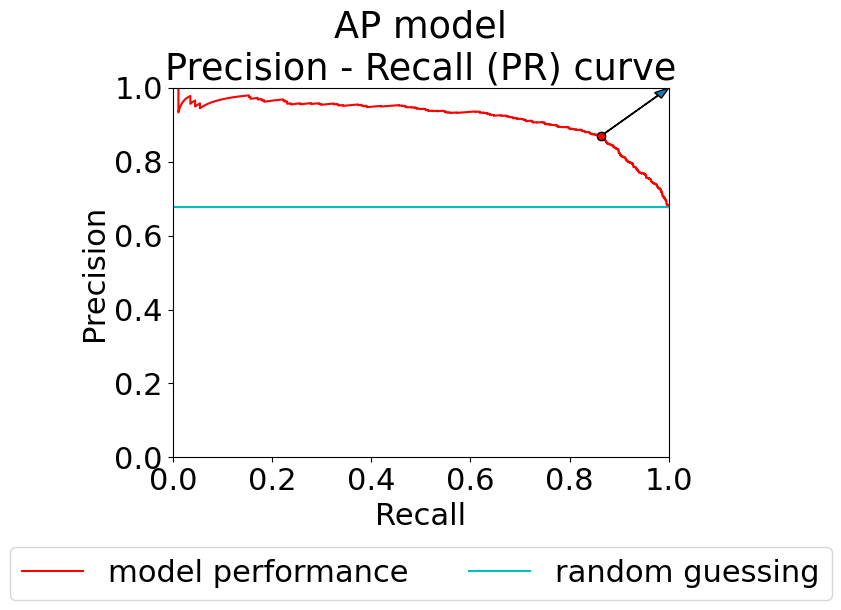 AP model
Precision - Recall (PR) curve
1.0
0.8
0.6
0.4
0.2
0.0
Precision
0.0 0.2 0.4 0.6 0.8 1.0
Recall
model performance random guessing